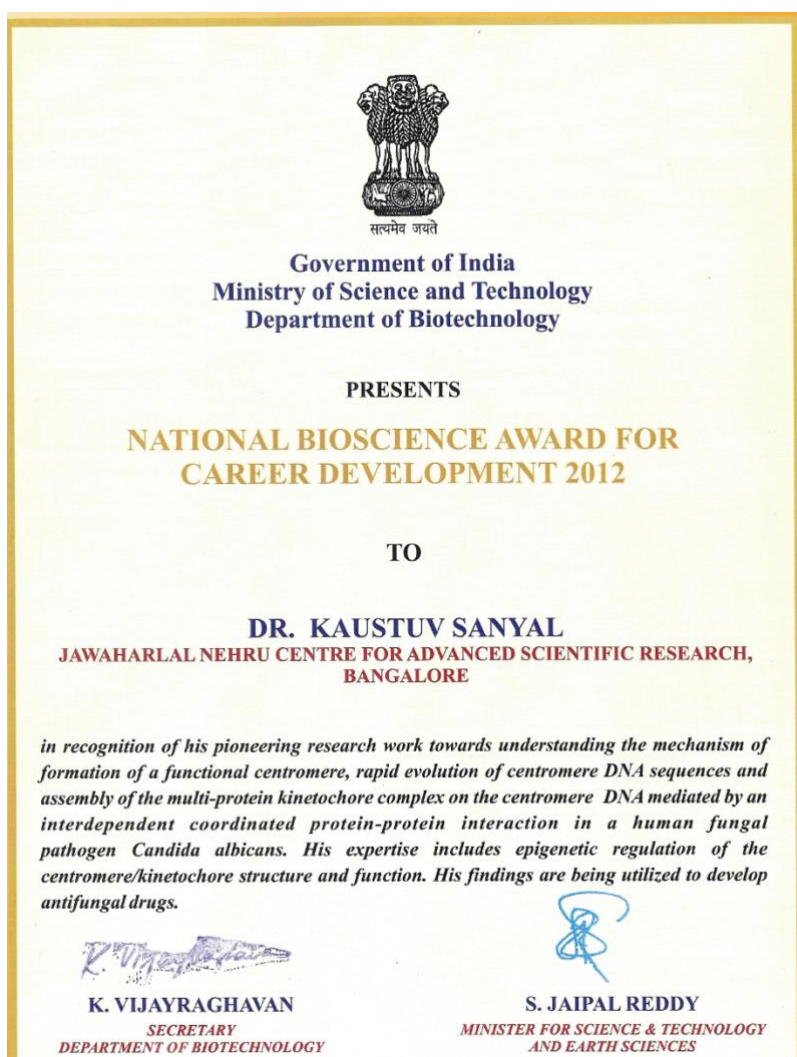 सत्यमेव जयते
Government of India
Ministry of Science and Technology
Department of Biotechnology
PRESENTS
NATIONAL BIOSCIENCE AWARD FOR
CAREER DEVELOPMENT 2012
TO
DR. KAUSTUV SANYAL
JAWAHARLAL NEHRU CENTRE FOR ADVANCED SCIENTIFIC RESEARCH,
BANGALORE
in recognition of his pioneering research work towards understanding the mechanism of
formation of a functional centromere, rapid evolution of centromere DNA sequences and
assembly of the multi-protein kinetochore complex on the centromere DNA mediated by an
interdependent coordinated protein-protein interaction in a human fungal
pathogen Candida albicans. His expertise includes epigenetic regulation of the
centromere/kinetochore structure and function. His findings are being utilized to develop
antifungal drugs.
K. VIJAYRAGHAVAN
SECRETARY
DEPARTMENT OF BIOTECHNOLOGY
S. JAIPAL REDDY
MINISTER FOR SCIENCE & TECHNOLOGY
AND EARTH SCIENCES